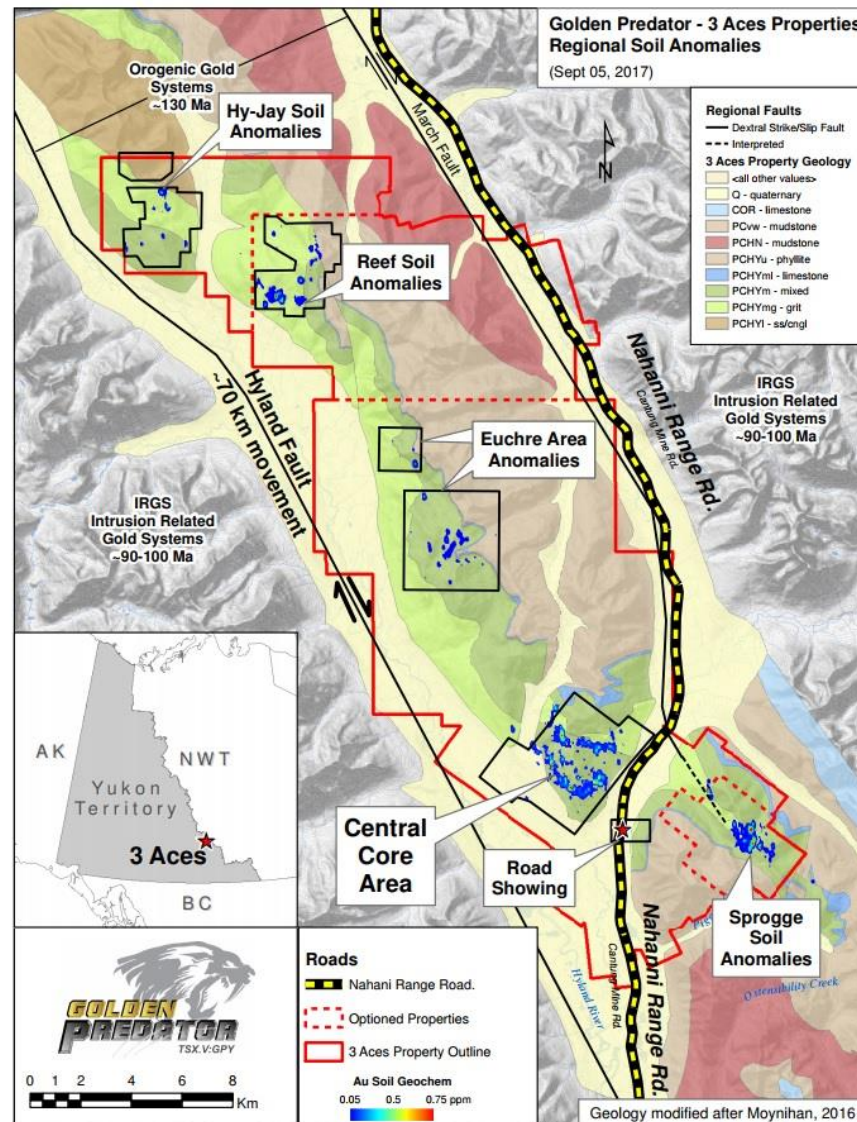 Golden Predator - 3 Aces Properties
Regional Soil Anomalies
(Sept 05, 2017)
Regional Faults
Dextral Strike/Slip Fault
Interpreted
3 Aces Property Geology
<all other values>
Q - quaternary
COR - limestone
PCvw - mudstone
PCHN - mudstone
PCHYu - phyllite
PCHYml - limestone
PCHYm - mixed
PCHYmg - grit
PCHYl - ss/cngl
N
Orogenic Gold
Systems
~130 Ma
Hy-Jay Soil
Anomalies
March Fault
Reef Soil
Anomalies
Nahanni Range Rd.
Cantung Mine Rd.
IRGS
Intrusion Related
Gold Systems
~90-100 Ma
Hyland Fault
~70 km movement
Euchre Area
Anomalies
IRGS
Intrusion Related
Gold Systems
~90-100 Ma
Central
Core
Area
Road
Showing
Sprogge
Soil
Anomalies
Nahanni Range Rd.
Cantung Mine Rd.
Hyland River
Ostensibility Creek
AK
NWT
Yukon
Territory
3 Aces
BC
GOLDEN
PREDATOR
TSX.V:GPY
0 2 4 6 8
Km
Roads
Nahani Range Road.
Optioned Properties
3 Aces Property Outline
Au Soil Geochem
0.05 0.5 0.75 ppm
Geology modified after Moynihan, 2016